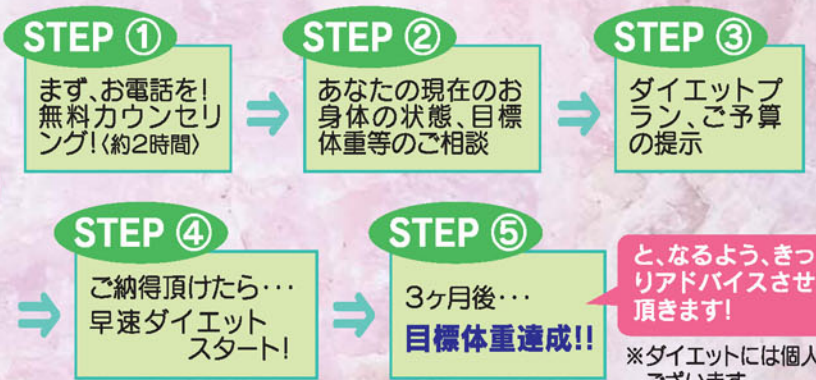 STEP ①
まず、お電話を!
無料カウンセリ
ング!〈約2時間〉
STEP ②
あなたの現在のお
身体の状態、目標
体重等のご相談
STEP ③
ダイエットプ
ラン、ご予算
の提示
STEP ④
ご納得頂けたら・・・
早速ダイエット
スタート!
STEP ⑤
3ヶ月後・・・
目標体重達成!!
と、なるよう、きっ
りアドバイスさせ
頂きます!
※ダイエットには個人
ございます